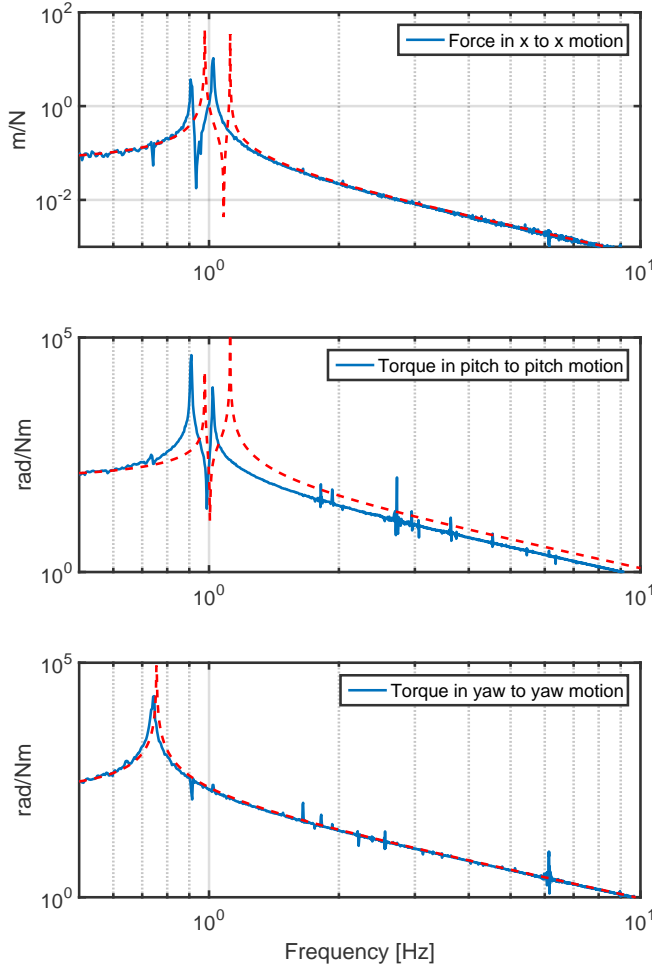 10^2
Force in x to x motion
10^0
m/N
10^-2
10^0
10^1
10^5
Torque in pitch to pitch motion
rad/Nm
10^0
10^0
10^1
10^5
Torque in yaw to yaw motion
rad/Nm
10^0
10^0
10^1
Frequency [Hz]